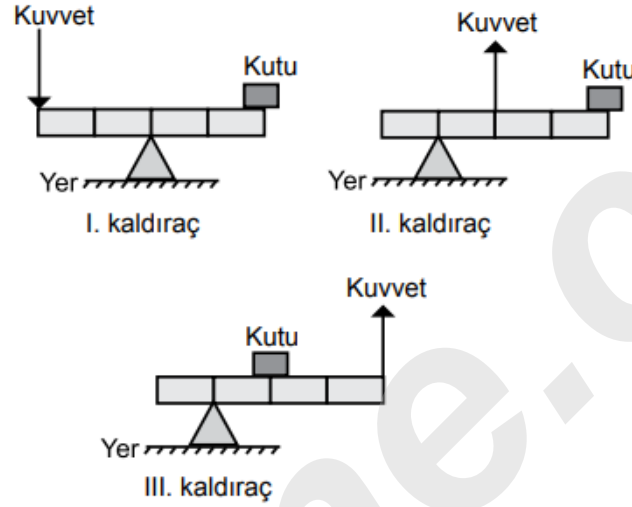 Kuvvet
Kutu
Yer
I. kaldıraç
Kuvvet
Kutu
Yer
II. kaldıraç
Kuvvet
Kutu
Yer
III. kaldıraç